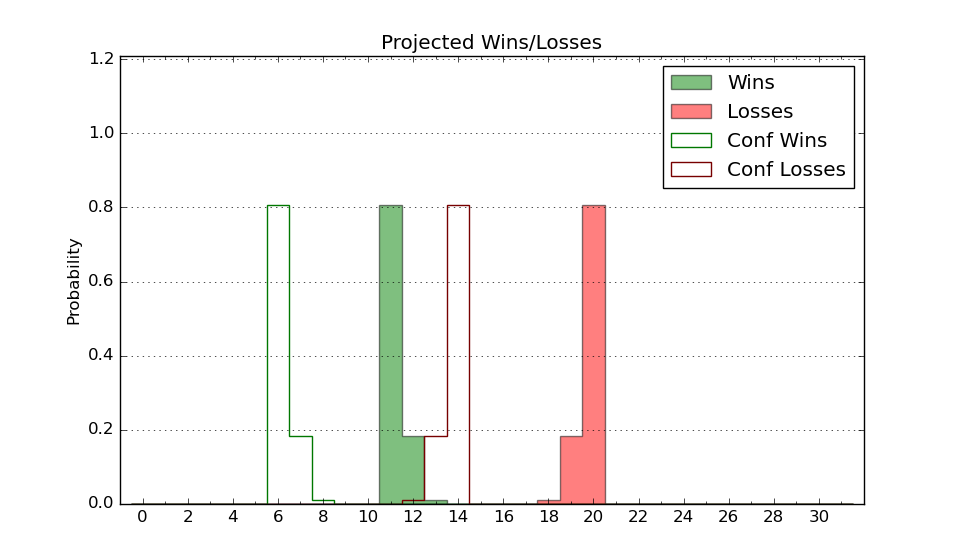 Projected Wins/Losses
1.2
1.0
0.8
0.6
0.4
0.2
0.0
Probability
Wins
Losses
Conf Wins
Conf Losses
0 2 4 6 8 10 12 14 16 18 20 22 24 26 28 30